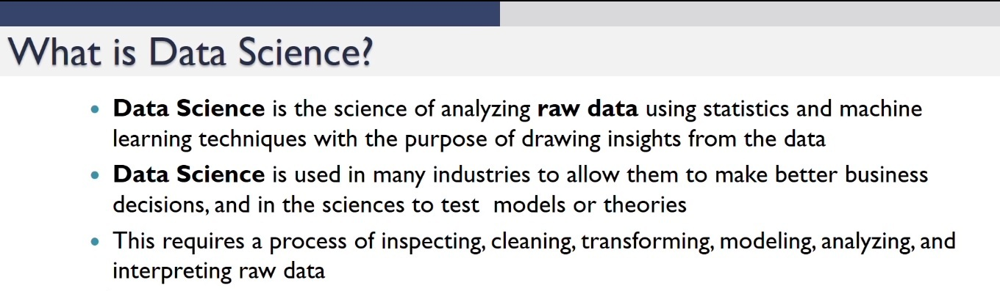 What is Data Science?
• Data Science is the science of analyzing raw data using statistics and machine
learning techniques with the purpose of drawing insights from the data
• Data Science is used in many industries to allow them to make better business
decisions, and in the sciences to test  models or theories
• This requires a process of inspecting, cleaning, transforming, modeling, analyzing, and
interpreting raw data